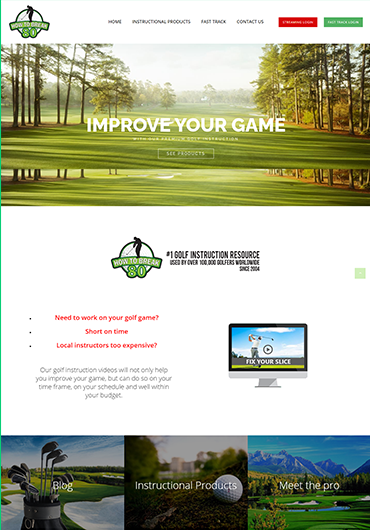 HOW TO BREAK
80
HOME INSTRUCTIONAL PRODUCTS FAST TRACK CONTACT US STREAMING LOGIN FAST TRACK LOGIN
IMPROVE YOUR GAME
WITH OUR PREMIUM GOLF INSTRUCTION
SEE PRODUCTS
HOW TO BREAK
80
#1 GOLF INSTRUCTION RESOURCE
USED BY OVER 100,000 GOLFERS WORLDWIDE
SINCE 2004
Need to work on your golf game?
Short on time
Local instructors too expensive?
Our golf instruction videos will not only
help you improve your game, but can do so on your
time frame, on your schedule and well within
your budget.
FIX YOUR SLICE
Blog
Instructional Products
Meet the pro